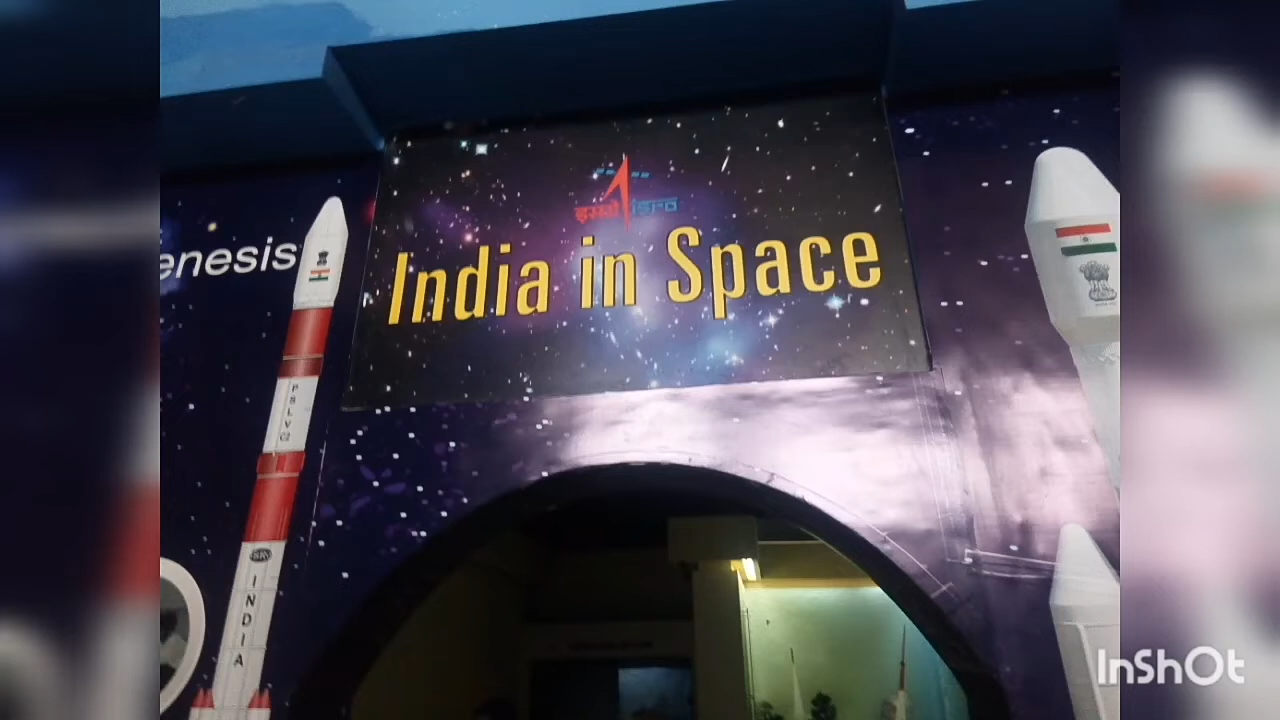 इसरो isro
India in Space
enesis
PSLV
INDIA
InShOt